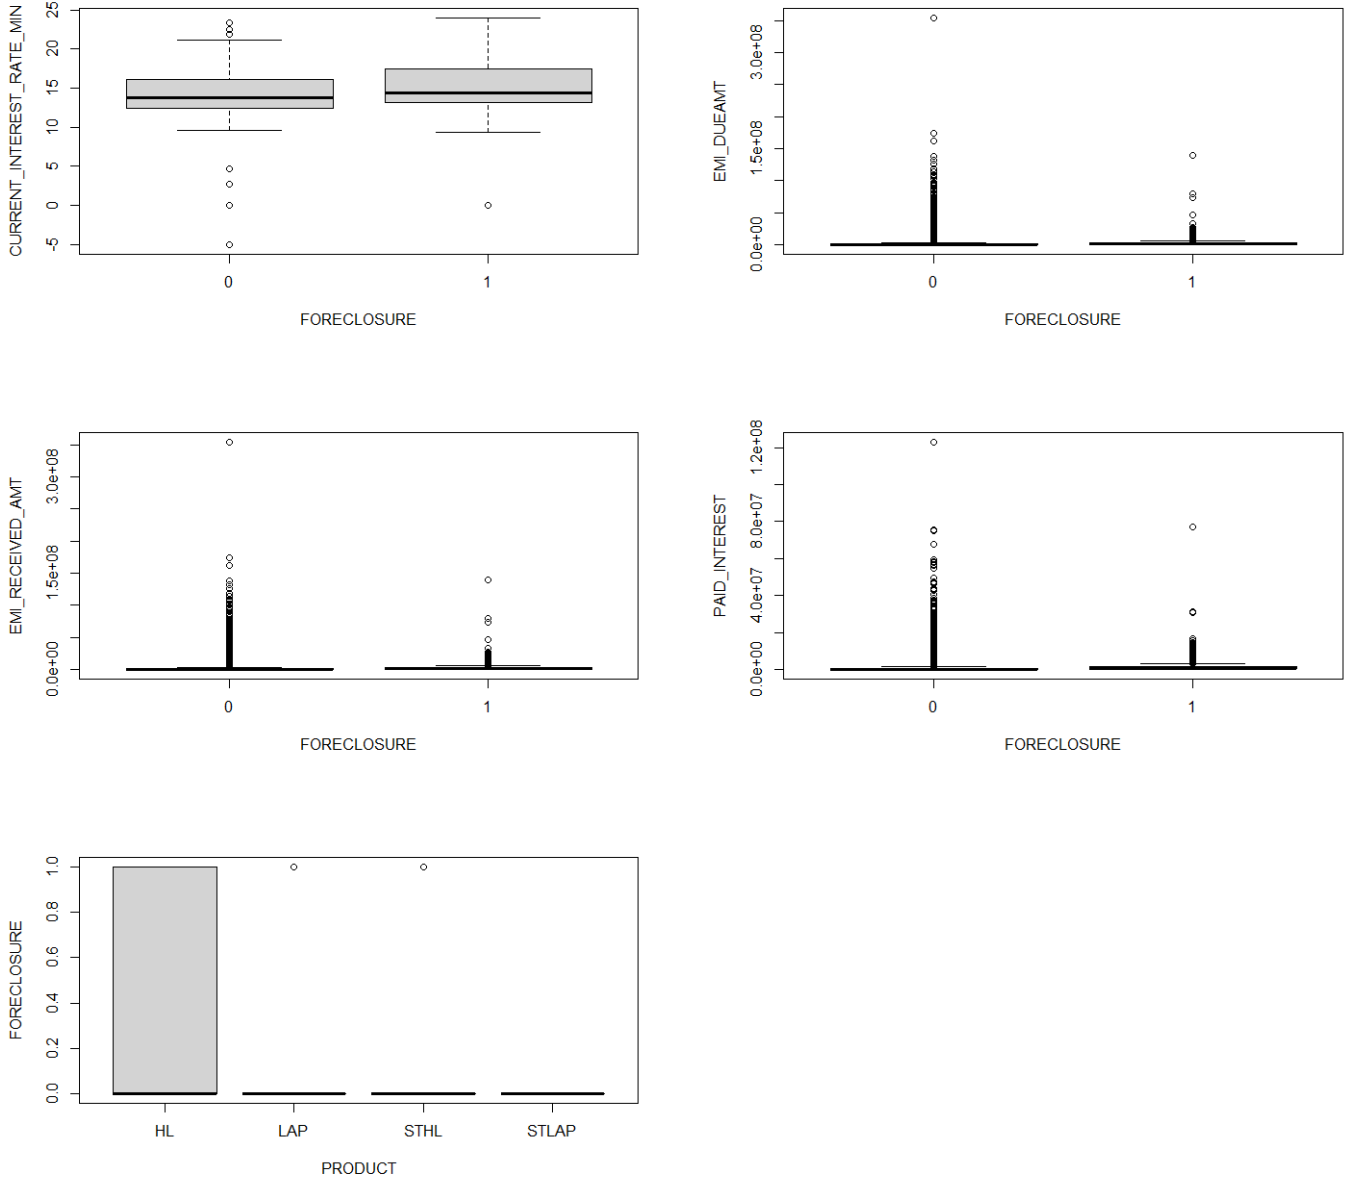 CURRENT_INTEREST_RATE_MIN
25
20
15
10
5
0
-5
0 1
FORECLOSURE
EMI_DUEAMT
3.0e+08
1.5e+08
0.0e+00
0 1
FORECLOSURE
EMI_RECEIVED_AMT
3.0e+08
1.5e+08
0.0e+00
0 1
FORECLOSURE
PAID_INTEREST
1.2e+08
8.0e+07
4.0e+07
0.0e+00
0 1
FORECLOSURE
FORECLOSURE
1.0
0.8
0.6
0.4
0.2
0.0
HL LAP STHL STLAP
PRODUCT